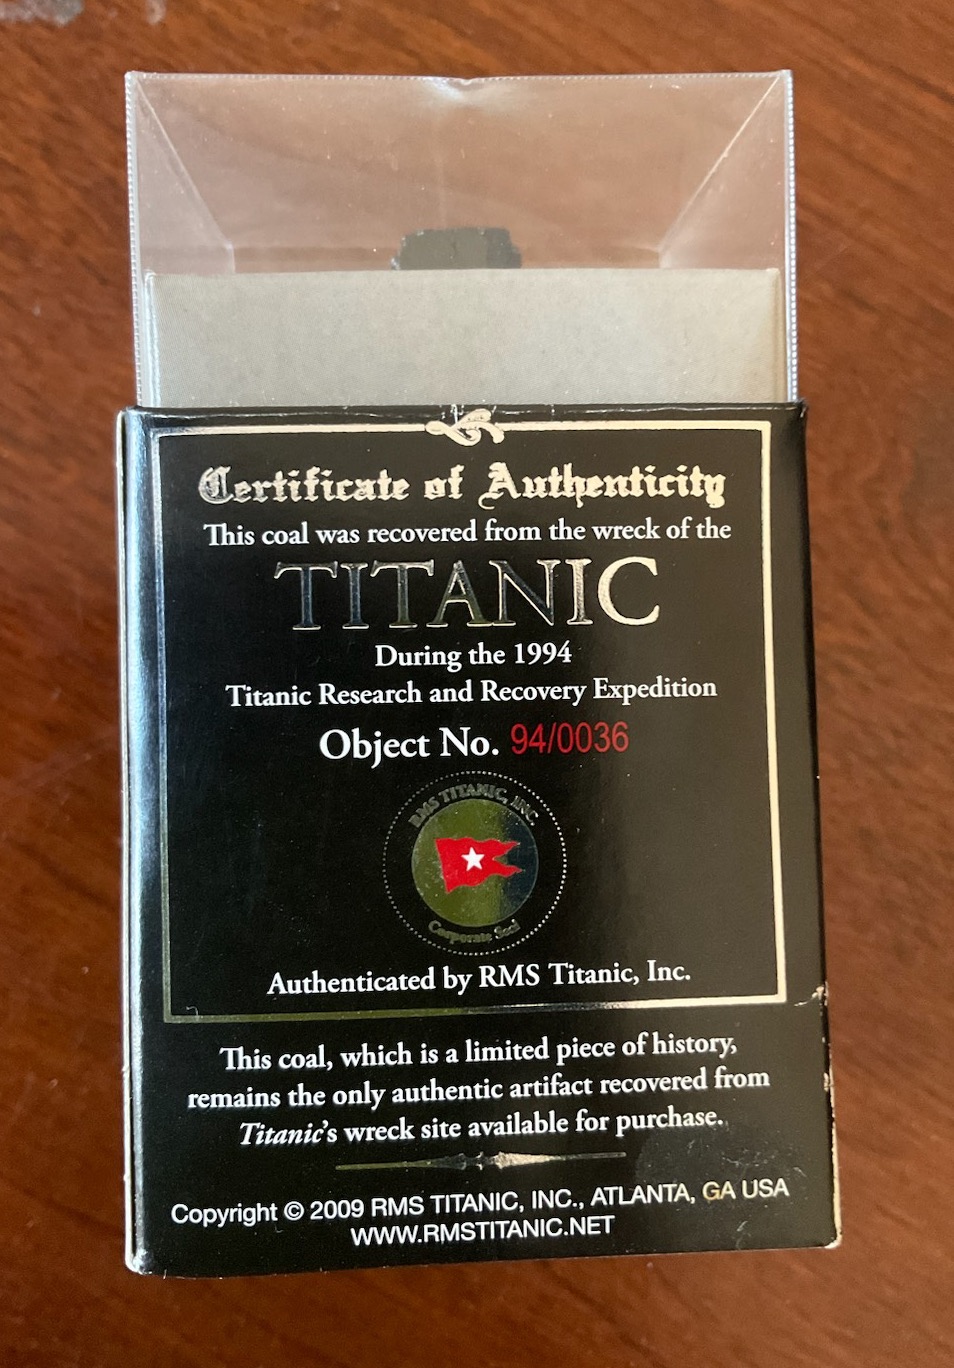 Certificate of Authenticity
This coal was recovered from the wreck of the
TITANIC
During the 1994
Titanic Research and Recovery Expedition
Object No. 94/0036
RMS TITANIC, INC
Corporate Seal
Authenticated by RMS Titanic, Inc.
This coal, which is a limited piece of history,
remains the only authentic artifact recovered from
Titanic's wreck site available for purchase.
Copyright © 2009 RMS TITANIC, INC., ATLANTA, GA USA
WWW.RMSTITANIC.NET